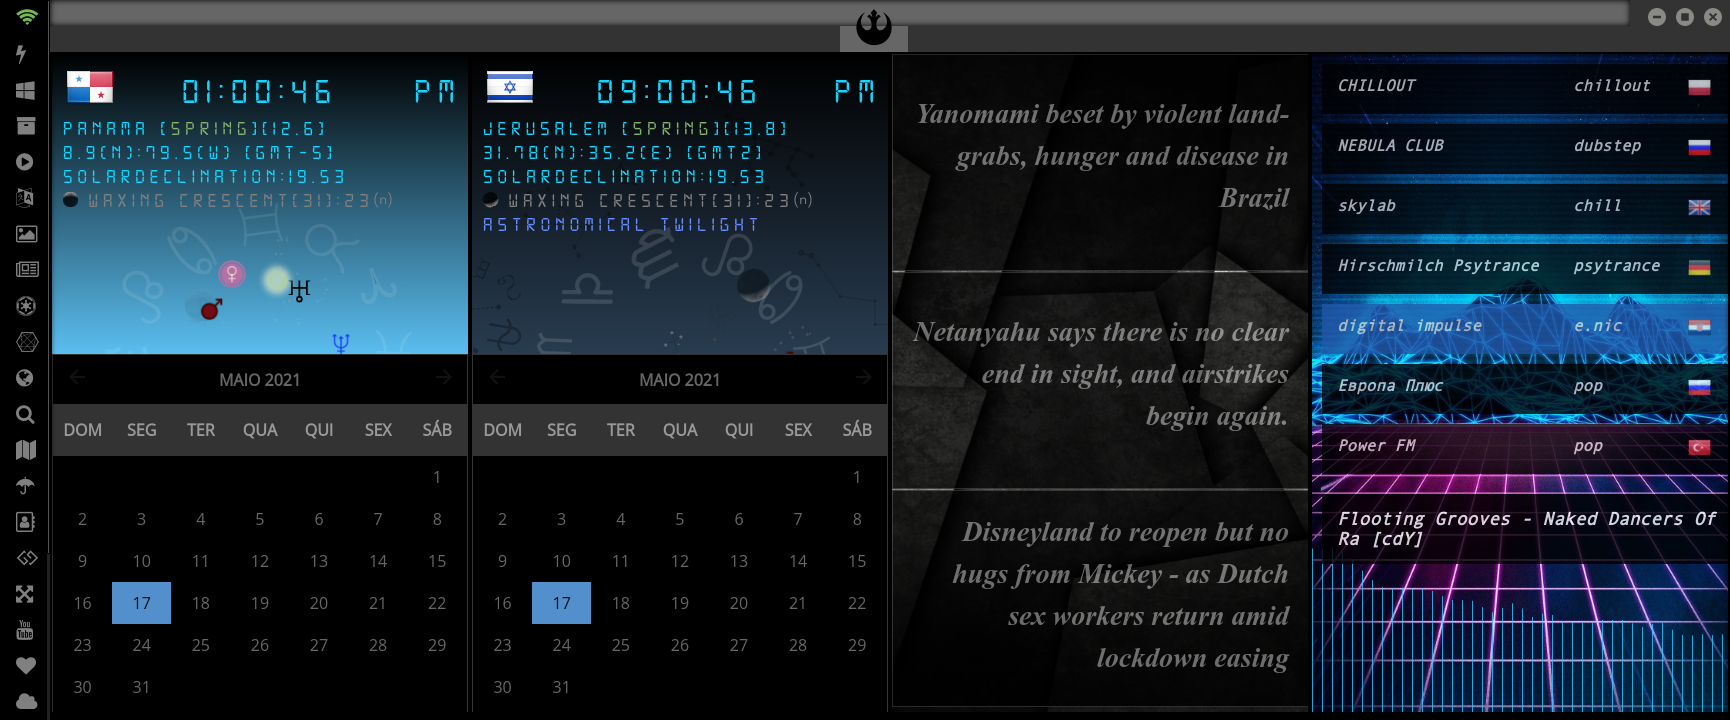 01:00:46 PM
PANAMA [SPRING][12.6]
8.9(N):79.5(W) [GMT-5]
SOLARDECLINATION:19.53
WAXING CRESCENT[31]:23(n)
MAIO 2021
DOM SEG TER QUA QUI SEX SÁB
1
2 3 4 5 6 7 8
9 10 11 12 13 14 15
16 17 18 19 20 21 22
23 24 25 26 27 28 29
30 31
09:00:46 PM
JERUSALEM [SPRING][13.8]
31.78(N):35.2(E) [GMT2]
SOLARDECLINATION:19.53
WAXING CRESCENT[31]:23(n)
ASTRONOMICAL TWILIGHT
MAIO 2021
DOM SEG TER QUA QUI SEX SÁB
1
2 3 4 5 6 7 8
9 10 11 12 13 14 15
16 17 18 19 20 21 22
23 24 25 26 27 28 29
30 31
Yanomami beset by violent land-
grabs, hunger and disease in
Brazil
Netanyahu says there is no clear
end in sight, and airstrikes
begin again.
Disneyland to reopen but no
hugs from Mickey - as Dutch
sex workers return amid
lockdown easing
CHILLOUT chillout
NEBULA CLUB dubstep
skylab chill
Hirschmilch Psytrance psytrance
digital impulse e.nic
Европа Плюс pop
Power FM pop
Flooting Grooves - Naked Dancers Of
Ra [cdY]
You
Tube